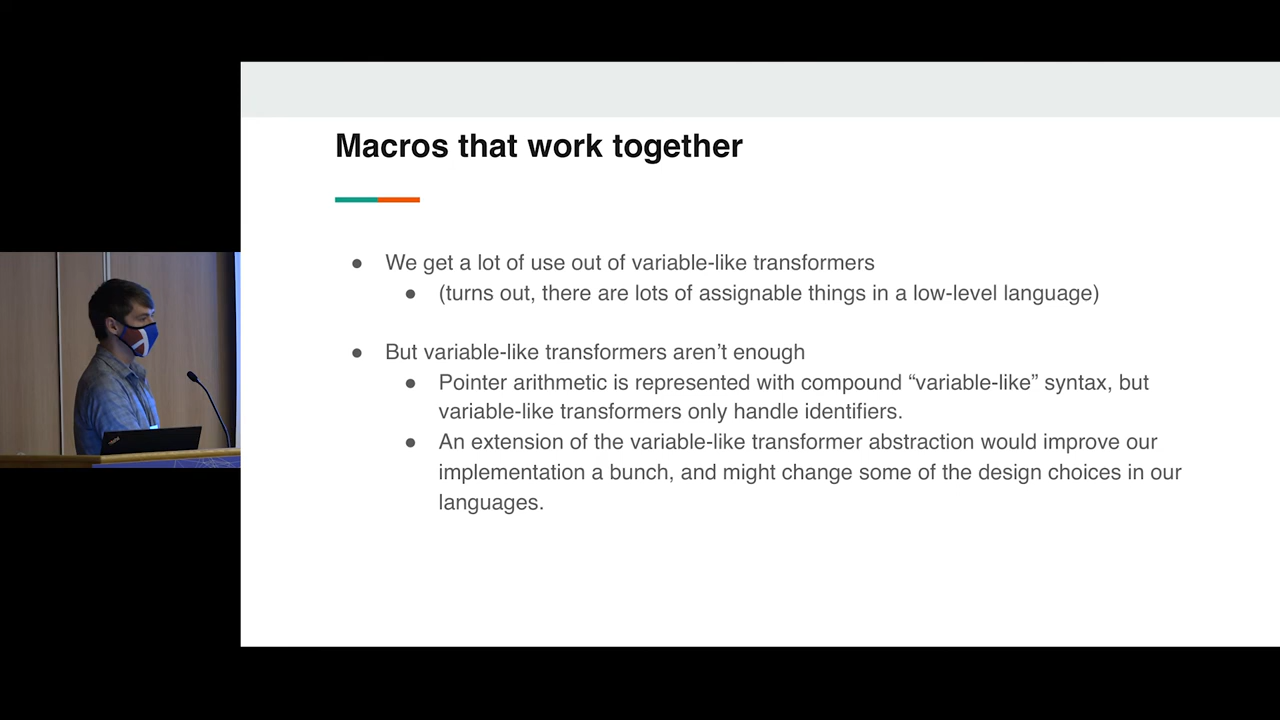 Macros that work together
We get a lot of use out of variable-like transformers
(turns out, there are lots of assignable things in a low-level language)
But variable-like transformers aren’t enough
Pointer arithmetic is represented with compound “variable-like” syntax, but
variable-like transformers only handle identifiers.
An extension of the variable-like transformer abstraction would improve our
implementation a bunch, and might change some of the design choices in our
languages.